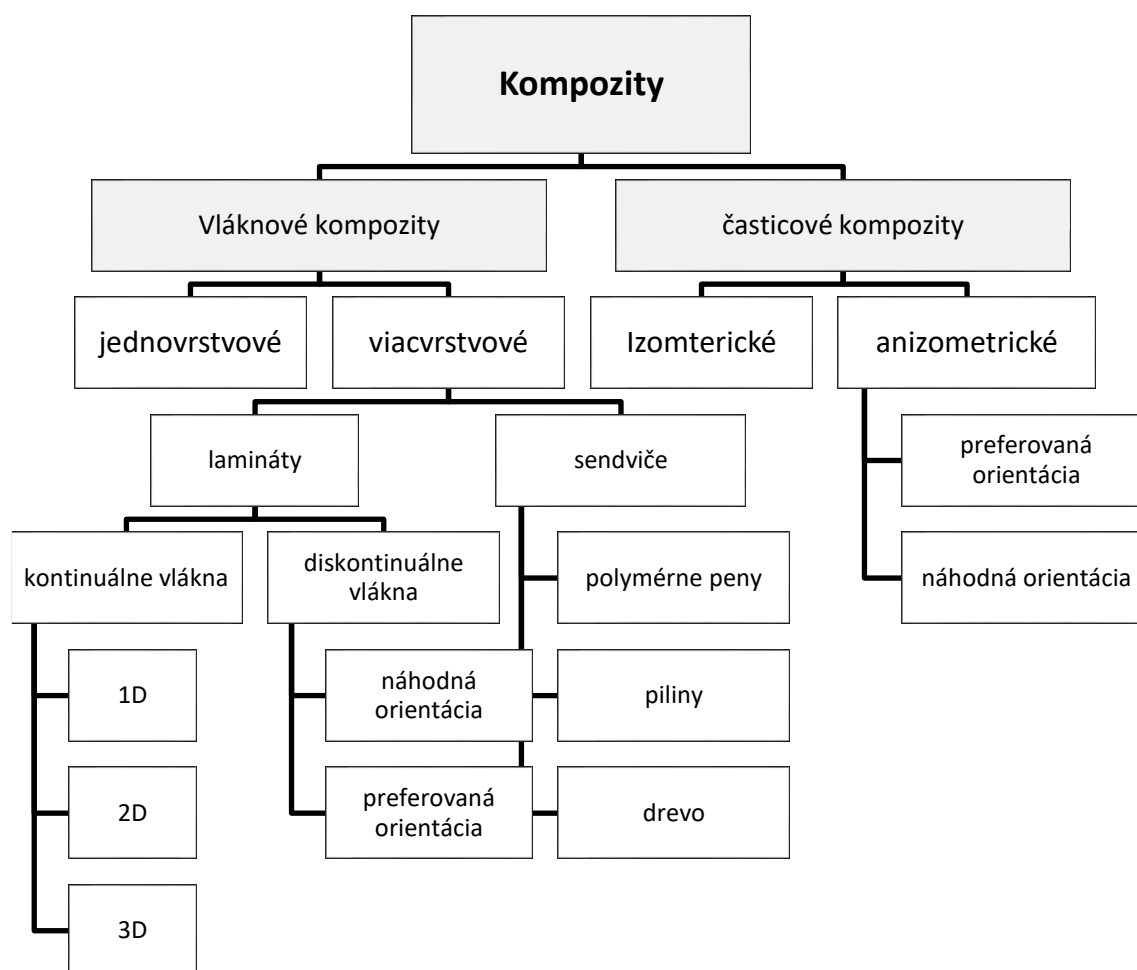 Kompozity
Vláknové kompozity
časticové kompozity
jednovrstvové
viacvrstvové
Izomterické
anizometrické
lamináty
sendviče
preferovaná
orientácia
kontinuálne vlákna
diskontinuálne
vlákna
polymérne peny
náhodná orientácia
1D
náhodná
orientácia
piliny
2D
preferovaná
orientácia
drevo
3D